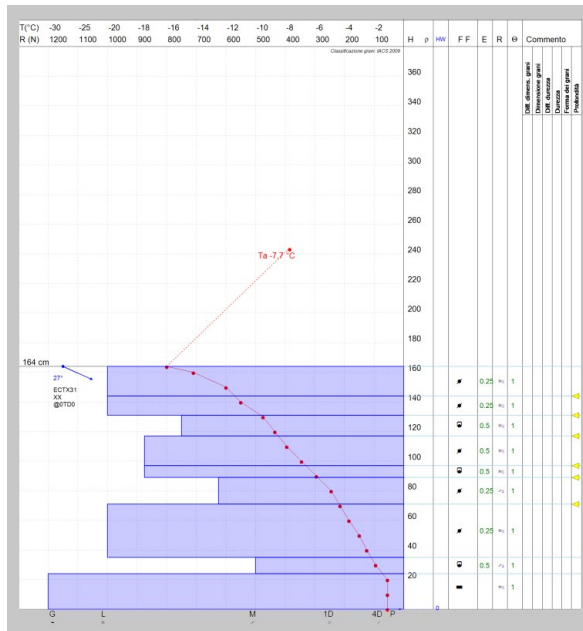 T(°C) -30 -25 -20 -18 -16 -14 -12 -10 -8 -6 -4 -2
R (N) 1200 1100 1000 900 800 700 600 500 400 300 200 100 H ρ HW F F E R Θ Commento
Classificazione grani: IACS 2009
Diff. dimens. grani
Dimensione grani
Diff. durezza
Durezza
Forma dei grani
Profondità
360
340
320
300
280
260
240
Ta -7,7 °C
220
200
180
164 cm
160
27°
0.25 1
ECTX31
XX
@0TD0
140
0.25 1
120
0.5 1
100
0.5 1
0.5 1
80
0.25 1
60
0.25 1
40
0.5 1
20
1
0
G L M 1D 4D P